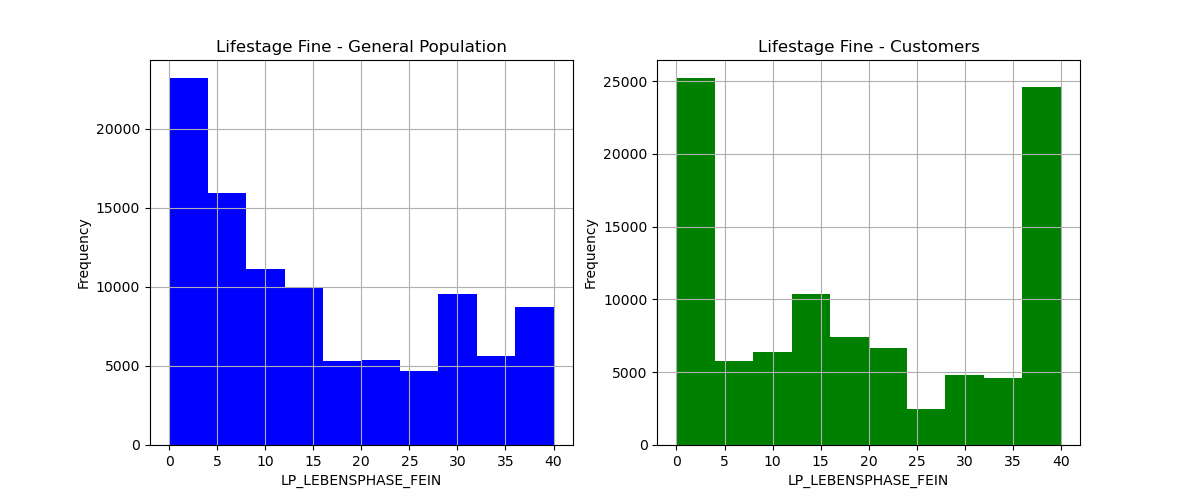 Lifestage Fine - General Population
Frequency
20000
15000
10000
5000
0
0 5 10 15 20 25 30 35 40
LP_LEBENSPHASE_FEIN
Lifestage Fine - Customers
Frequency
25000
20000
15000
10000
5000
0
0 5 10 15 20 25 30 35 40
LP_LEBENSPHASE_FEIN